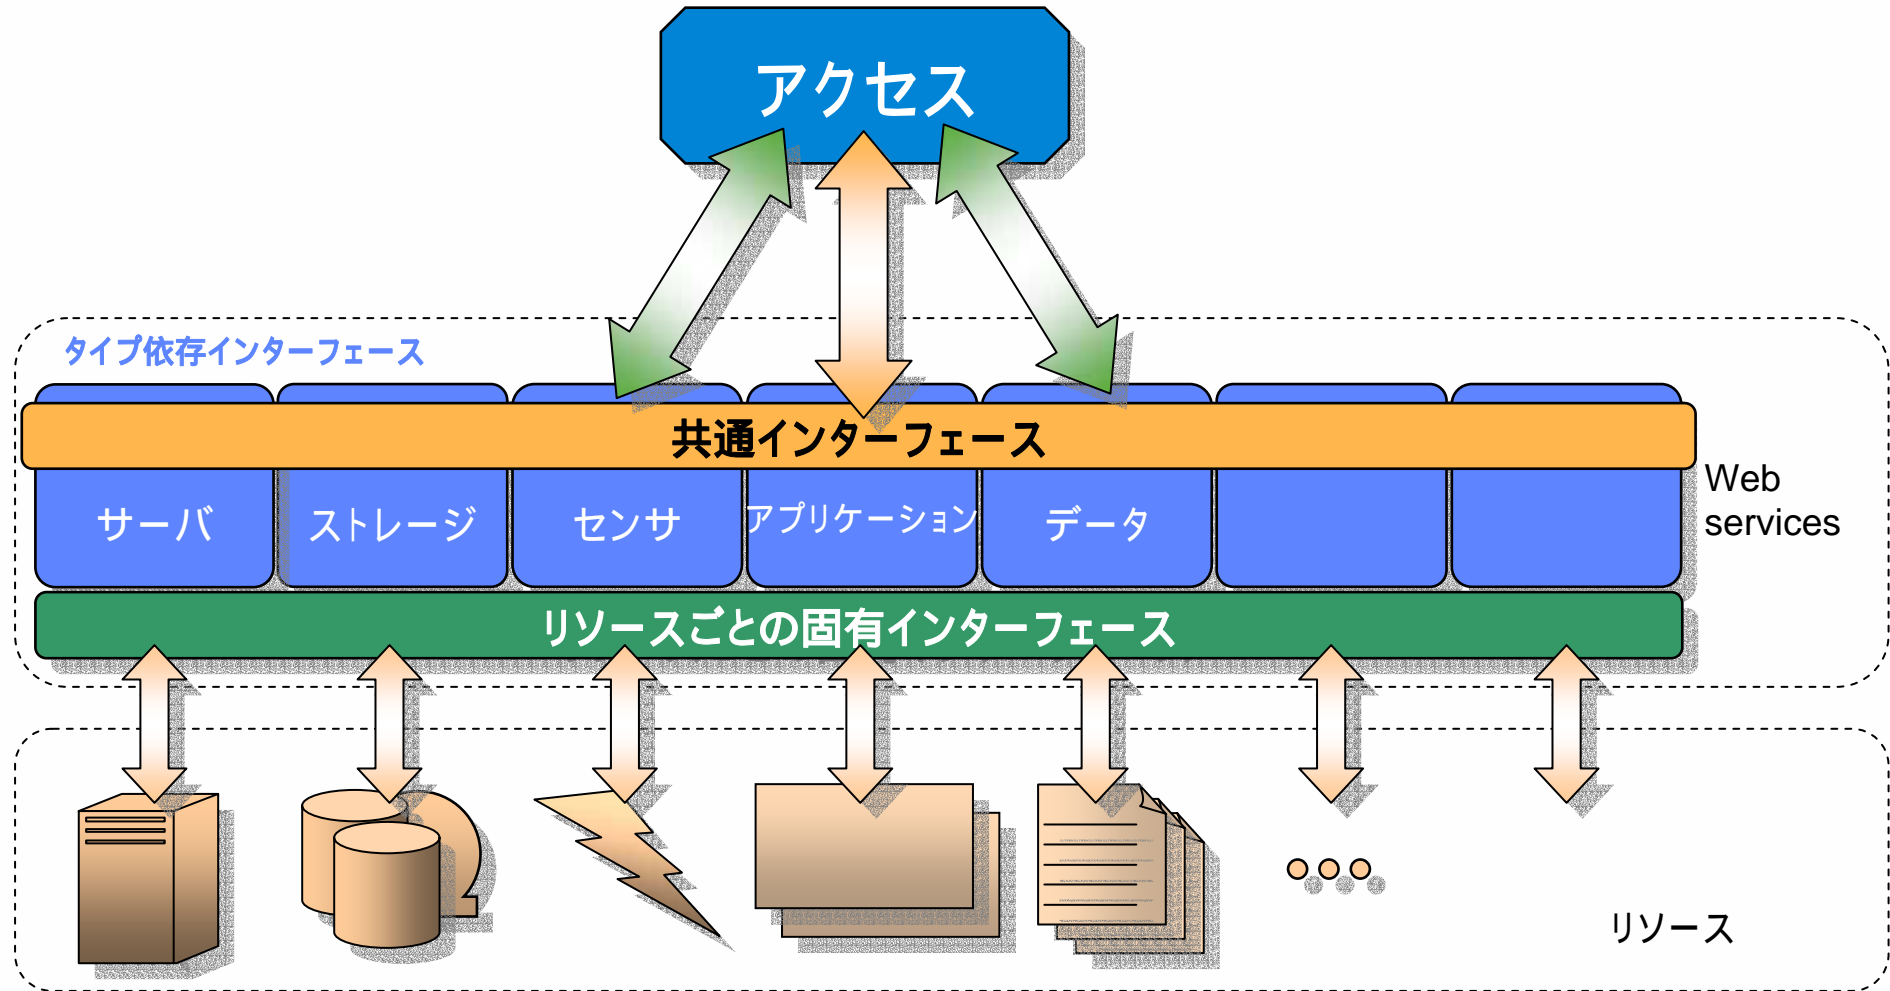 アクセス
タイプ依存インターフェース
共通インターフェース
サーバ
ストレージ
センサ
アプリケーション
データ
Web
services
リソースごとの固有インターフェース
リソース